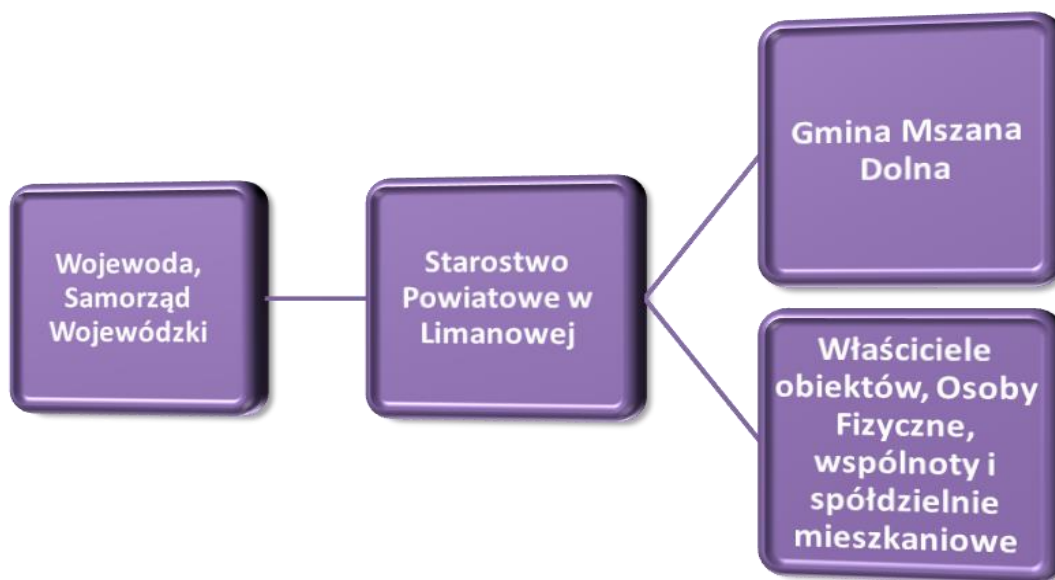 Wojewoda,
Samorząd
Wojewódzki
Starostwo
Powiatowe w
Limanowej
Gmina Mszana
Dolna
Właściciele
obiektów, Osoby
Fizyczne,
wspólnoty i
spółdzielnie
mieszkaniowe